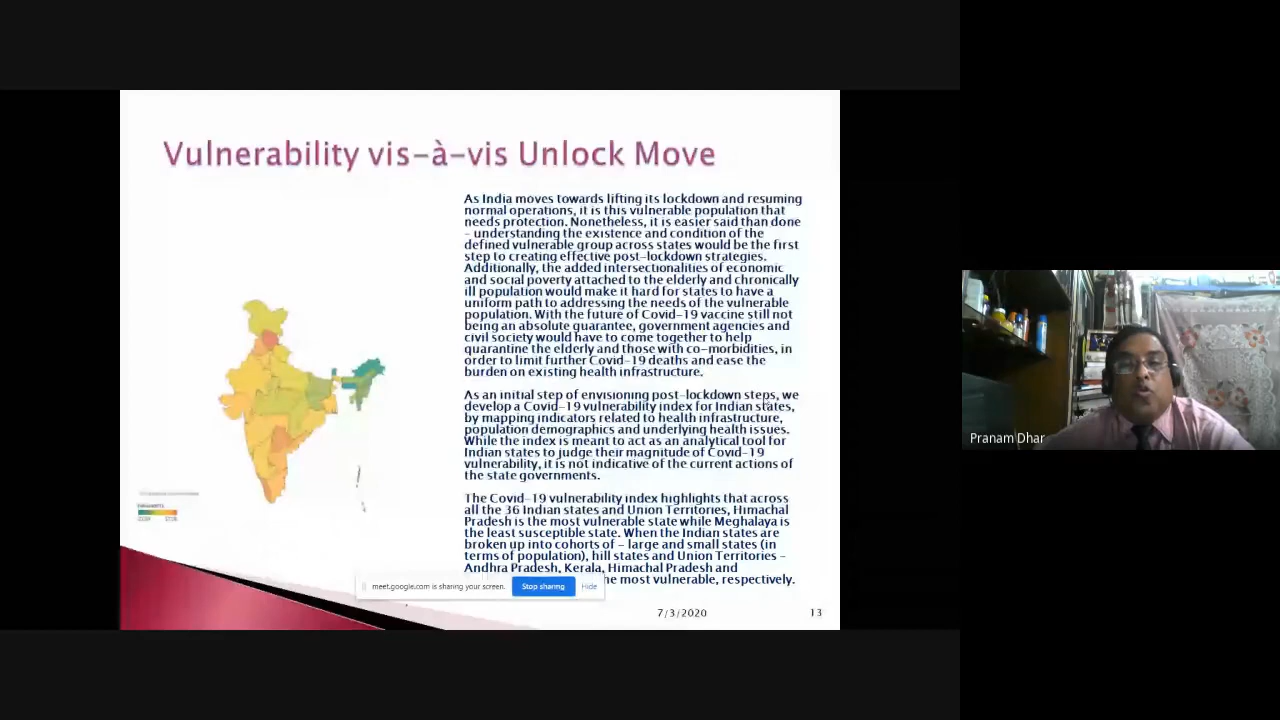 Vulnerability vis-à-vis Unlock Move
As India moves towards lifting its lockdown and resuming
normal operations, it is this vulnerable population that
needs protection. Nonetheless, it is easier said than done
- understanding the existence and condition of the
defined vulnerable group across states would be the first
step to creating effective post-lockdown strategies.
Additionally, the added intersectionalities of economic
and social poverty attached to the elderly and chronically
ill population would make it hard for states to have a
uniform path to addressing the needs of the vulnerable
population. With the future of Covid-19 vaccine still not
being an absolute guarantee, government agencies and
civil society would have to come together to help
quarantine the elderly and those with co-morbidities, in
order to limit further Covid-19 deaths and ease the
burden on existing health infrastructure.
As an initial step of envisioning post-lockdown steps, we
develop a Covid-19 vulnerability index for Indian states,
by mapping indicators related to health infrastructure,
population demographics and underlying health issues.
While the index is meant to act as an analytical tool for
Indian states to judge their magnitude of Covid-19
vulnerability, it is not indicative of the current actions of
the state governments.
The Covid-19 vulnerability index highlights that across
all the 36 Indian states and Union Territories, Himachal
Pradesh is the most vulnerable state while Meghalaya is
the least susceptible state. When the Indian states are
broken up into cohorts of - large and small states (in
terms of population), hill states and Union Territories -
Andhra Pradesh, Kerala, Himachal Pradesh and
he most vulnerable, respectively.
meet.google.com is sharing your screen.
Stop sharing
Hide
7/3/2020
13
Pranam Dhar